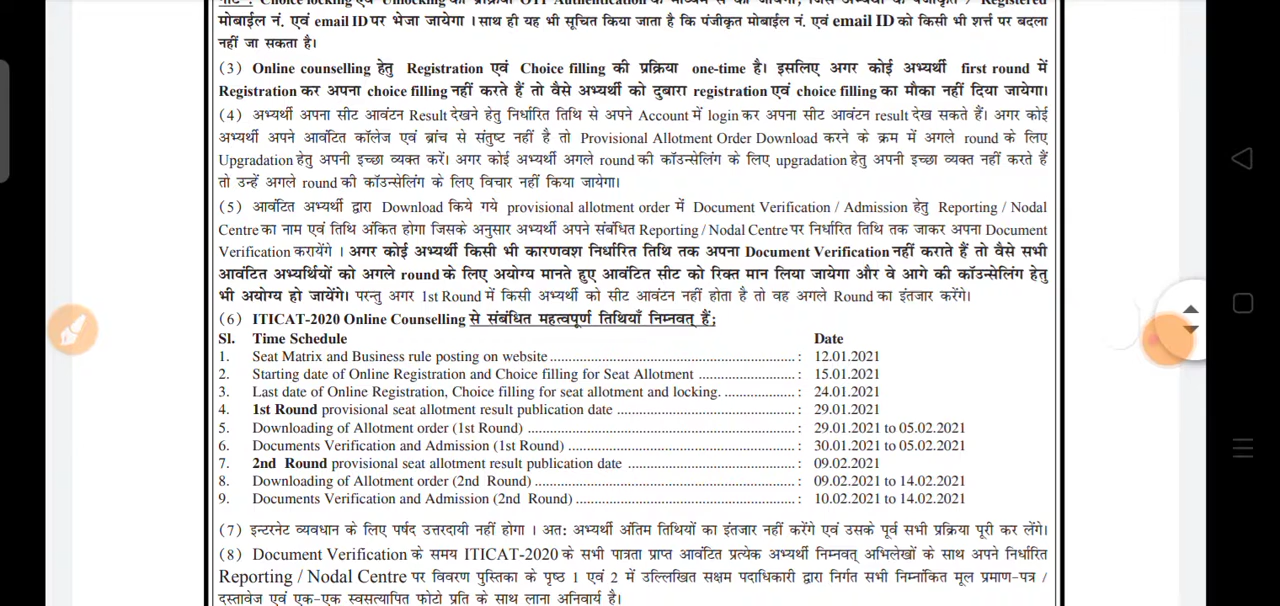 नोट : Choice locking एवं Unlocking की प्रक्रिया OTP Authentication के माध्यम से की जायेगी, जिसे अभ्यर्थी के पंजीकृत / Registered
मोबाईल नं. एवं email ID पर भेजा जायेगा । साथ ही यह भी सूचित किया जाता है कि पंजीकृत मोबाईल नं. एवं email ID को किसी भी शर्त्त पर बदला
नहीं जा सकता है।
(3) Online counselling हेतु Registration एवं Choice filling की प्रक्रिया one-time है। इसलिए अगर कोई अभ्यर्थी first round में
Registration कर अपना choice filling नहीं करते हैं तो वैसे अभ्यर्थी को दुबारा registration एवं choice filling का मौका नहीं दिया जायेगा।
(4) अभ्यर्थी अपना सीट आवंटन Result देखने हेतु निर्धारित तिथि से अपने Account में login कर अपना सीट आवंटन result देख सकते हैं। अगर कोई
अभ्यर्थी अपने आवंटित कॉलेज एवं ब्रांच से संतुष्ट नहीं है तो Provisional Allotment Order Download करने के क्रम में अगले round के लिए
Upgradation हेतु अपनी इच्छा व्यक्त करें। अगर कोई अभ्यर्थी अगले round की कॉउन्सेलिंग के लिए upgradation हेतु अपनी इच्छा व्यक्त नहीं करते हैं
तो उन्हें अगले round की कॉउन्सेलिंग के लिए विचार नहीं किया जायेगा।
(5) आवंटित अभ्यर्थी द्वारा Download किये गये provisional allotment order में Document Verification / Admission हेतु Reporting / Nodal
Centre का नाम एवं तिथि अंकित होगा जिसके अनुसार अभ्यर्थी अपने संबंधित Reporting / Nodal Centre पर निर्धारित तिथि तक जाकर अपना Document
Verification करायेंगे । अगर कोई अभ्यर्थी किसी भी कारणवश निर्धारित तिथि तक अपना Document Verification नहीं कराते हैं तो वैसे सभी
आवंटित अभ्यर्थियों को अगले round के लिए अयोग्य मानते हुए आवंटित सीट को रिक्त मान लिया जायेगा और वे आगे की कॉउन्सेलिंग हेतु
भी अयोग्य हो जायेंगे। परन्तु अगर 1st Round में किसी अभ्यर्थी को सीट आवंटन नहीं होता है तो वह अगले Round का इंतजार करेंगे।
(6) ITICAT-2020 Online Counselling से संबंधित महत्वपूर्ण तिथियाँ निम्नवत् हैं;
Sl. Time Schedule Date
1. Seat Matrix and Business rule posting on website : 12.01.2021
2. Starting date of Online Registration and Choice filling for Seat Allotment : 15.01.2021
3. Last date of Online Registration, Choice filling for seat allotment and locking. : 24.01.2021
4. 1st Round provisional seat allotment result publication date : 29.01.2021
5. Downloading of Allotment order (1st Round) : 29.01.2021 to 05.02.2021
6. Documents Verification and Admission (1st Round) : 30.01.2021 to 05.02.2021
7. 2nd Round provisional seat allotment result publication date : 09.02.2021
8. Downloading of Allotment order (2nd Round) : 09.02.2021 to 14.02.2021
9. Documents Verification and Admission (2nd Round) : 10.02.2021 to 14.02.2021
(7) इन्टरनेट व्यवधान के लिए पर्षद उत्तरदायी नहीं होगा । अतः अभ्यर्थी अंतिम तिथियों का इंतजार नहीं करेंगे एवं उसके पूर्व सभी प्रक्रिया पूरी कर लेंगे।
(8) Document Verification के समय ITICAT-2020 के सभी पात्रता प्राप्त आवंटित प्रत्येक अभ्यर्थी निम्नवत् अभिलेखों के साथ अपने निर्धारित
Reporting / Nodal Centre पर विवरण पुस्तिका के पृष्ठ 1 एवं 2 में उल्लिखित सक्षम पदाधिकारी द्वारा निर्गत सभी निम्नांकित मूल प्रमाण-पत्र /
दस्तावेज एवं एक-एक स्वसत्यापित फोटो प्रति के साथ लाना अनिवार्य है।